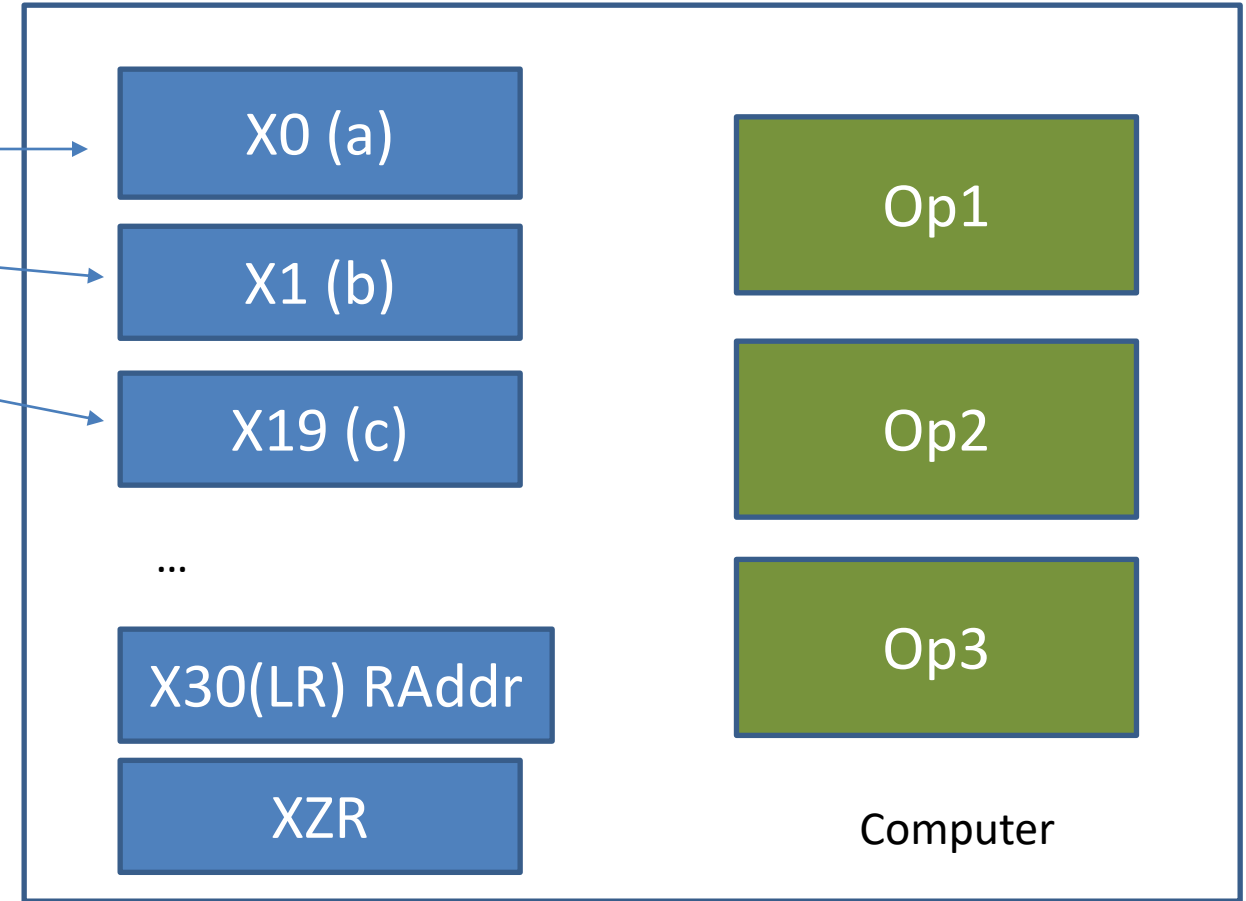 X0 (a)
X1 (b)
X19 (c)
…
X30(LR) RAddr
XZR
Op1
Op2
Op3
Computer